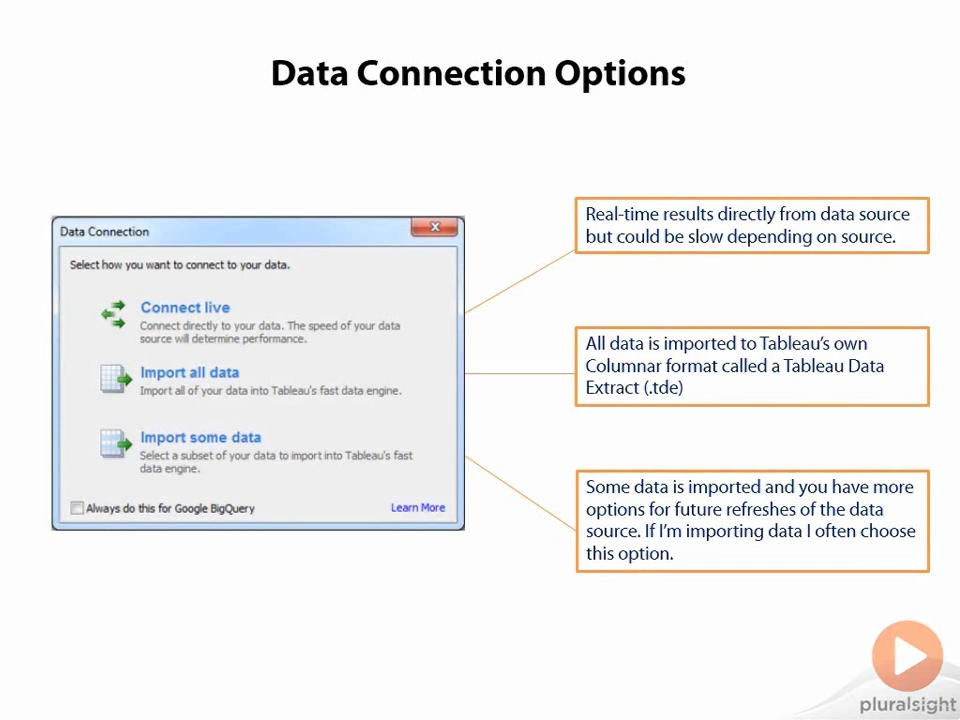 Data Connection Options
Data Connection
Select how you want to connect to your data.
Connect live
Connect directly to your data. The speed of your data
source will determine performance.
Import all data
Import all of your data into Tableau's fast data engine.
Import some data
Select a subset of your data to import into Tableau's fast
data engine.
Always do this for Google BigQuery
Learn More
Real-time results directly from data source
but could be slow depending on source.
All data is imported to Tableau's own
Columnar format called a Tableau Data
Extract (.tde)
Some data is imported and you have more
options for future refreshes of the data
source. If I'm importing data I often choose
this option.
pluralsight